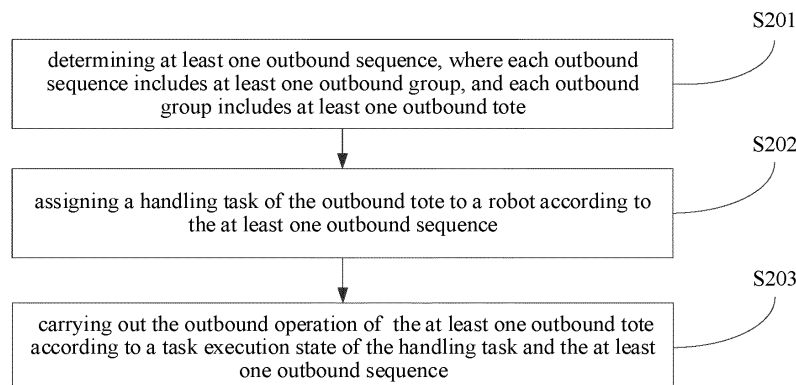 S201
determining at least one outbound sequence, where each outbound
sequence includes at least one outbound group, and each outbound
group includes at least one outbound tote
S202
assigning a handling task of the outbound tote to a robot according to
the at least one outbound sequence
S203
carrying out the outbound operation of the at least one outbound tote
according to a task execution state of the handling task and the at least
one outbound sequence